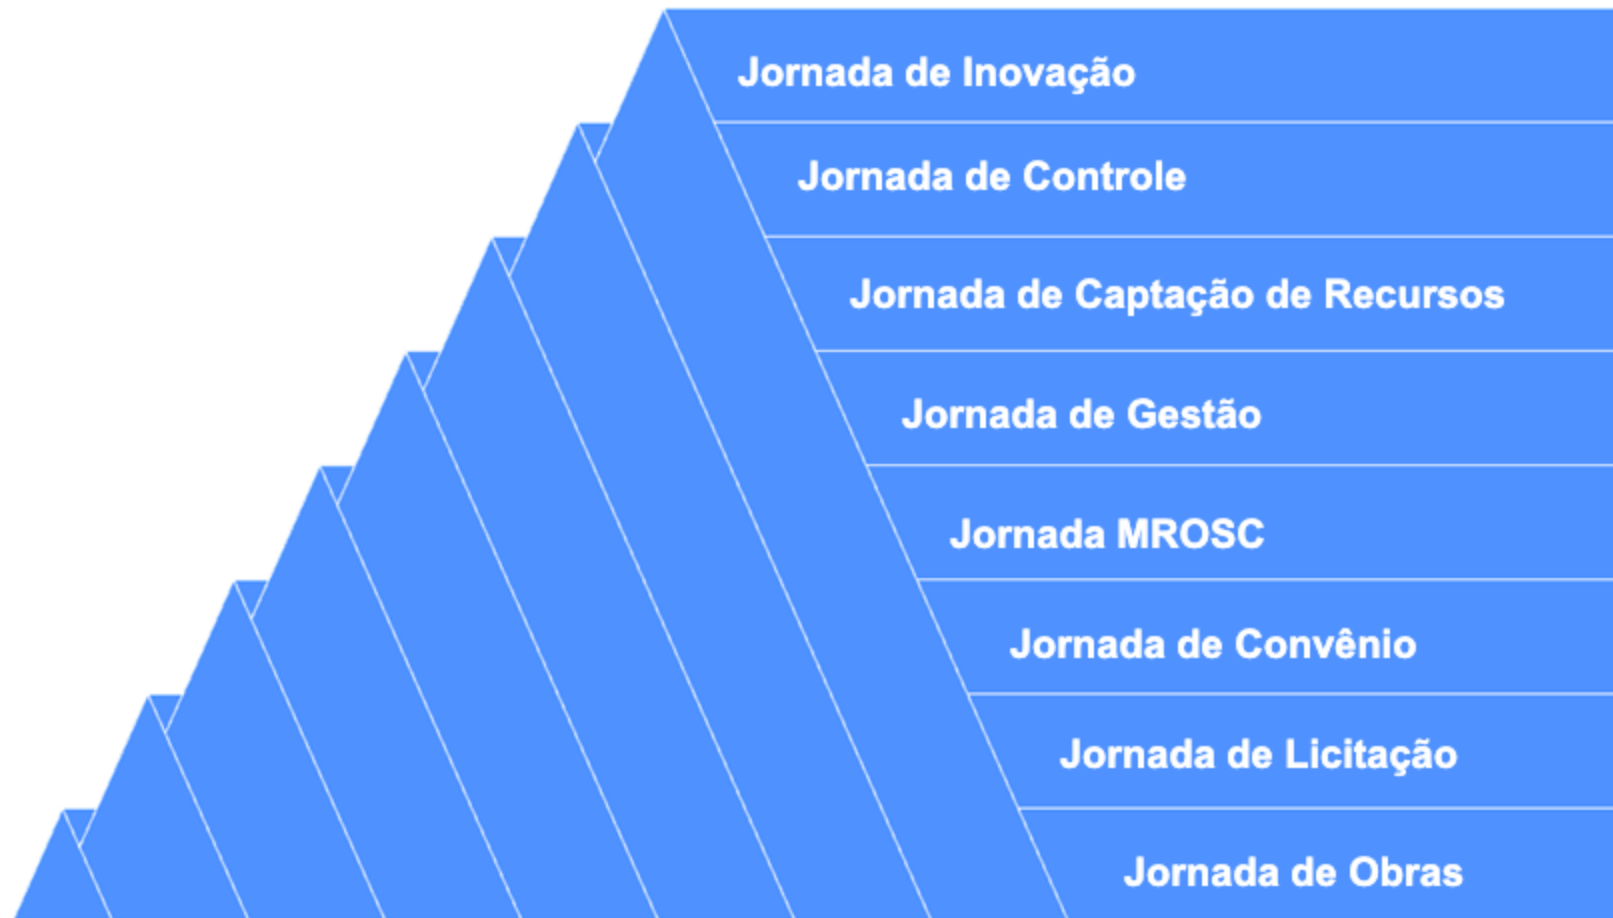 Jornada de Inovação
Jornada de Controle
Jornada de Captação de Recursos
Jornada de Gestão
Jornada MROSC
Jornada de Convênio
Jornada de Licitação
Jornada de Obras